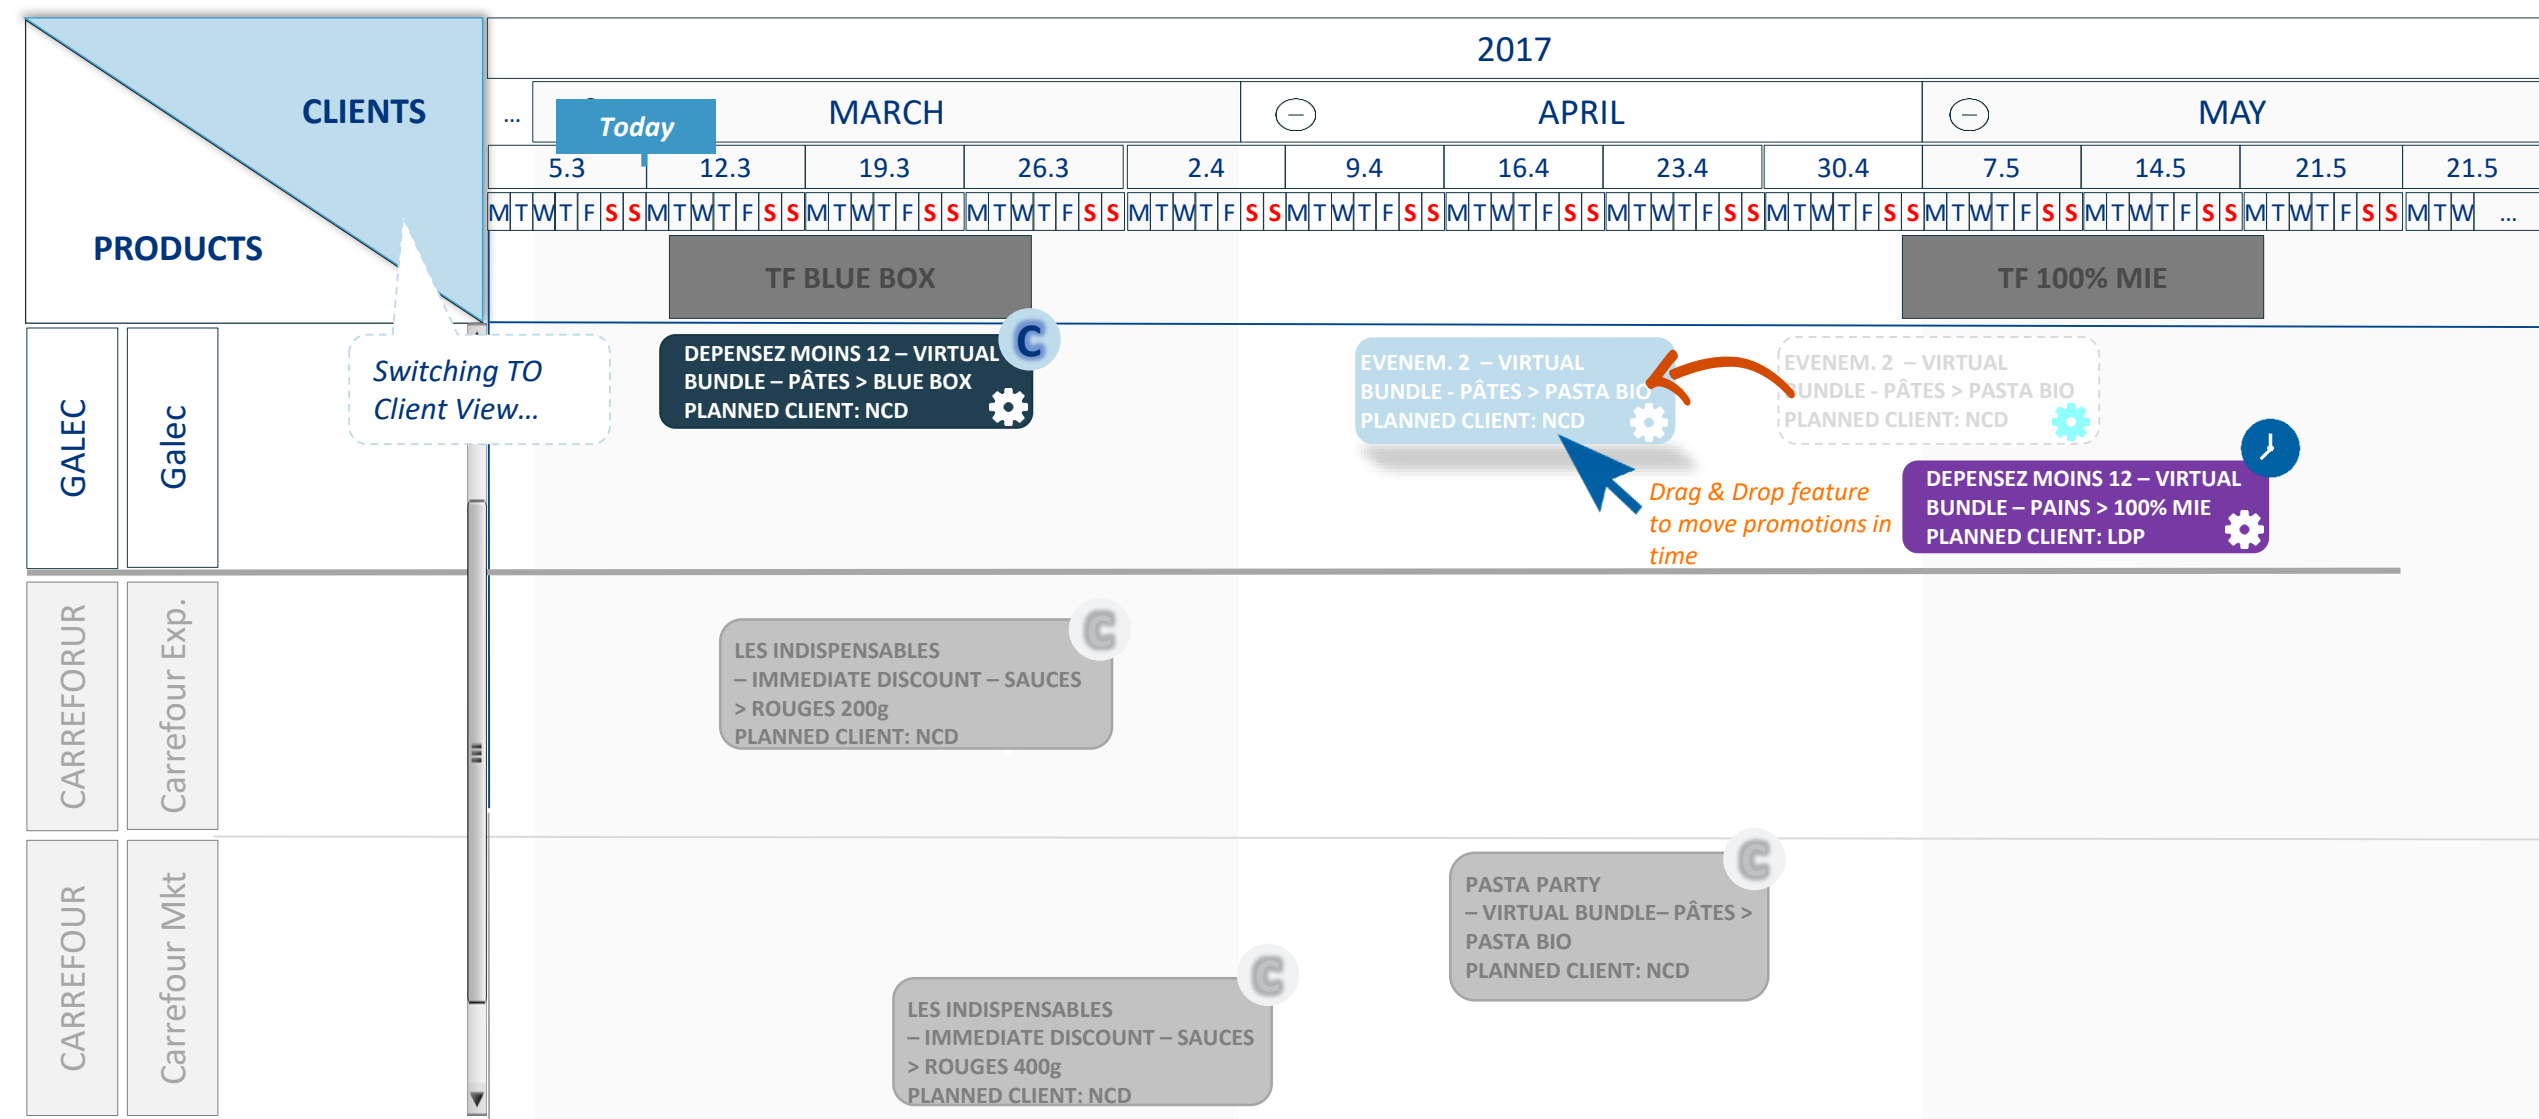 2017
CLIENTS
PRODUCTS
... MARCH APRIL MAY
Today
5.3 12.3 19.3 26.3 2.4 9.4 16.4 23.4 30.4 7.5 14.5 21.5 21.5
M T W T F S S M T W T F S S M T W T F S S M T W T F S S M T W T F S S M T W T F S S M T W T F S S M T W T F S S M T W T F S S M T W T F S S M T W T F S S M T W T F S S M T W ...
TF BLUE BOX
TF 100% MIE
Switching TO
Client View...
GALEC
Galec
DEPENSEZ MOINS 12 – VIRTUAL
BUNDLE – PÂTES > BLUE BOX
PLANNED CLIENT: NCD
C
EVENEM. 2 – VIRTUAL
BUNDLE - PÂTES > PASTA BIO
PLANNED CLIENT: NCD
EVENEM. 2 – VIRTUAL
BUNDLE - PÂTES > PASTA BIO
PLANNED CLIENT: NCD
Drag & Drop feature
to move promotions in
time
DEPENSEZ MOINS 12 – VIRTUAL
BUNDLE – PAINS > 100% MIE
PLANNED CLIENT: LDP
CARREFORUR
Carrefour Exp.
LES INDISPENSABLES
– IMMEDIATE DISCOUNT – SAUCES
> ROUGES 200g
PLANNED CLIENT: NCD
C
CARREFOUR
Carrefour Mkt
PASTA PARTY
– VIRTUAL BUNDLE– PÂTES >
PASTA BIO
PLANNED CLIENT: NCD
C
LES INDISPENSABLES
– IMMEDIATE DISCOUNT – SAUCES
> ROUGES 400g
PLANNED CLIENT: NCD
C